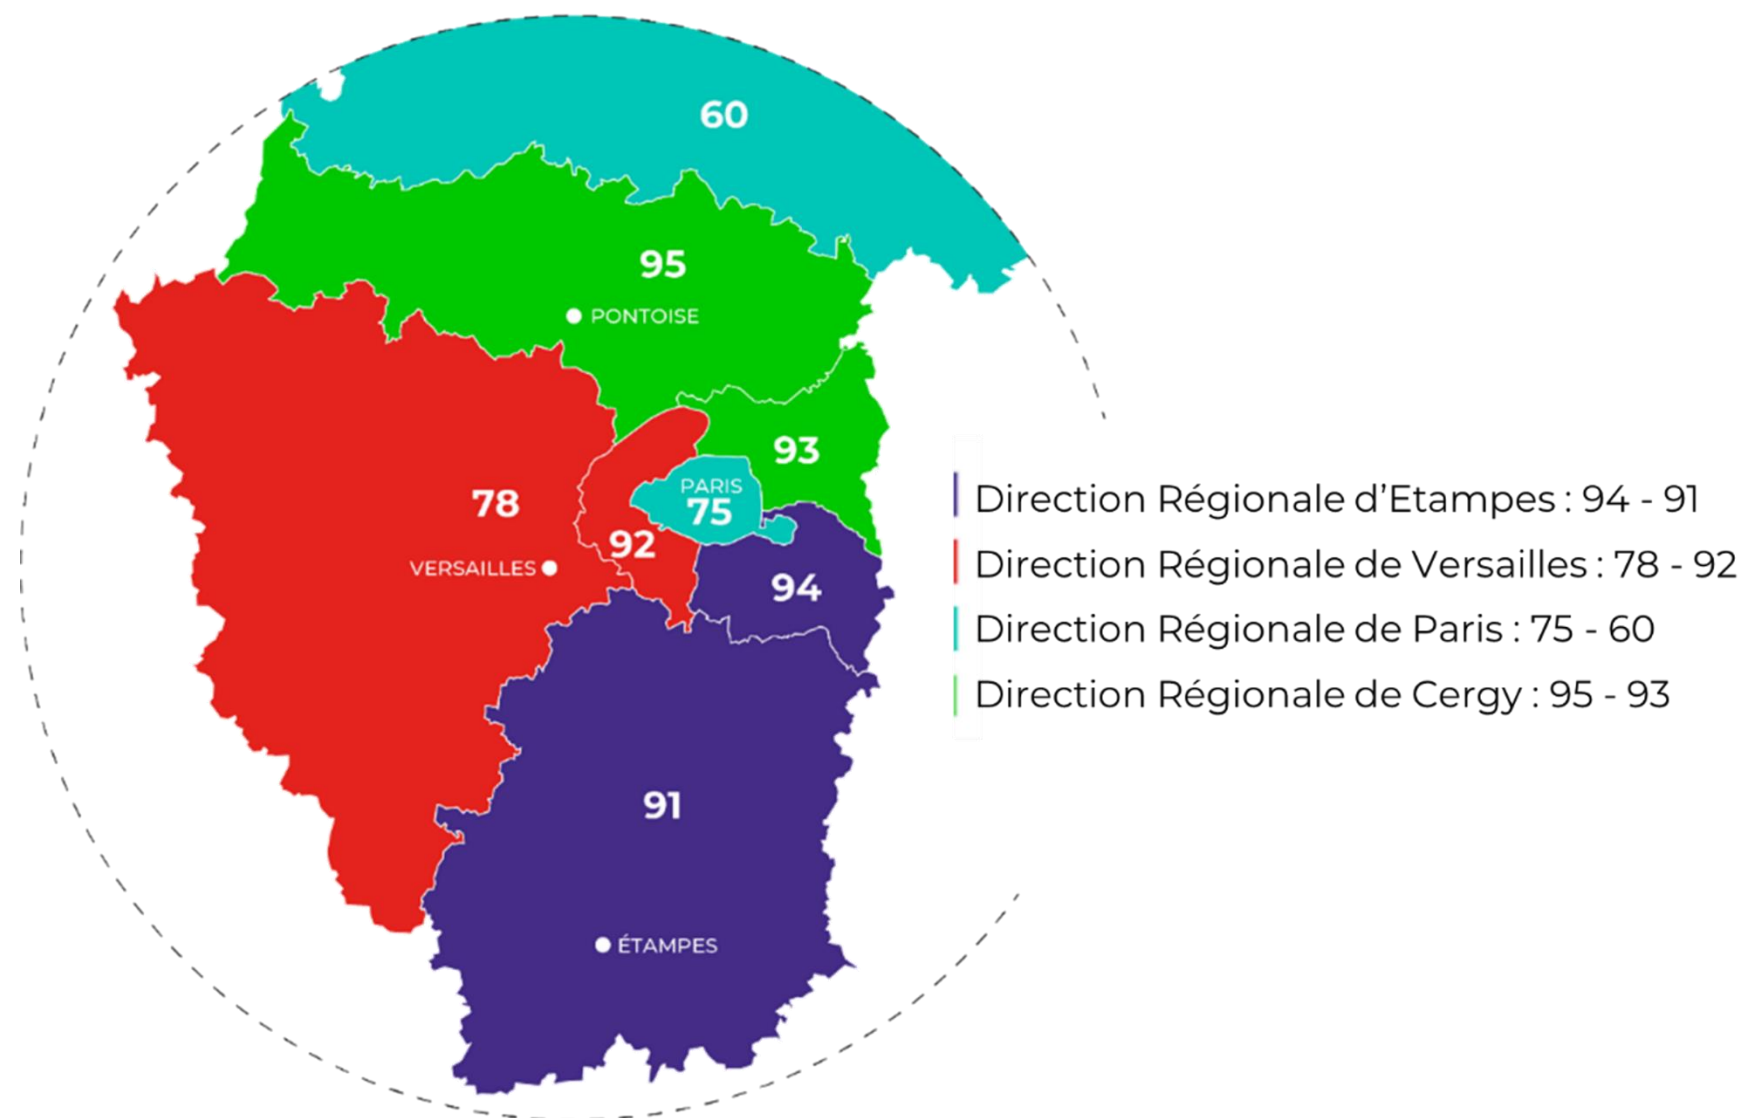 60
95
PONTOISE
93
78
PARIS
75
92
VERSAILLES
94
91
ÉTAMPES
Direction Régionale d’Etampes : 94 - 91
Direction Régionale de Versailles : 78 - 92
Direction Régionale de Paris : 75 - 60
Direction Régionale de Cergy : 95 - 93